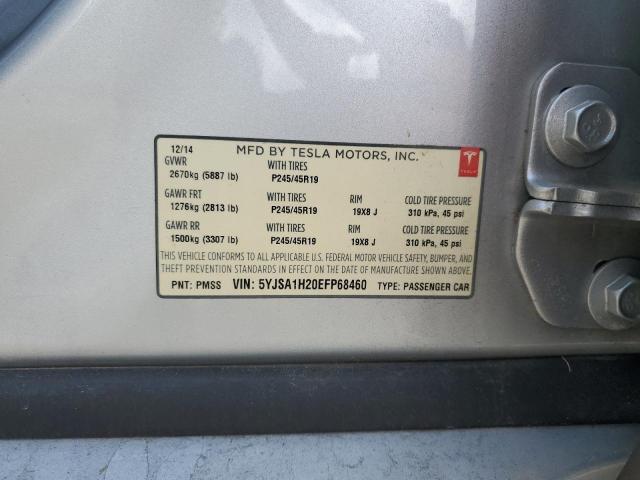 12/14 MFD BY TESLA MOTORS, INC.
GVWR WITH TIRES
2670kg (5887 lb) P245/45R19
TESLA
GAWR FRT WITH TIRES RIM COLD TIRE PRESSURE
1276kg (2813 lb) P245/45R19 19X8 J 310 kPa, 45 psi
GAWR RR WITH TIRES RIM COLD TIRE PRESSURE
1500kg (3307 lb) P245/45R19 19X8 J 310 kPa, 45 psi
THIS VEHICLE CONFORMS TO ALL APPLICABLE U.S. FEDERAL MOTOR VEHICLE SAFETY, BUMPER, AND
THEFT PREVENTION STANDARDS IN EFFECT ON THE DATE OF MANUFACTURE SHOWN ABOVE.
PNT: PMSS VIN: 5YJSA1H20EFP68460 TYPE: PASSENGER CAR